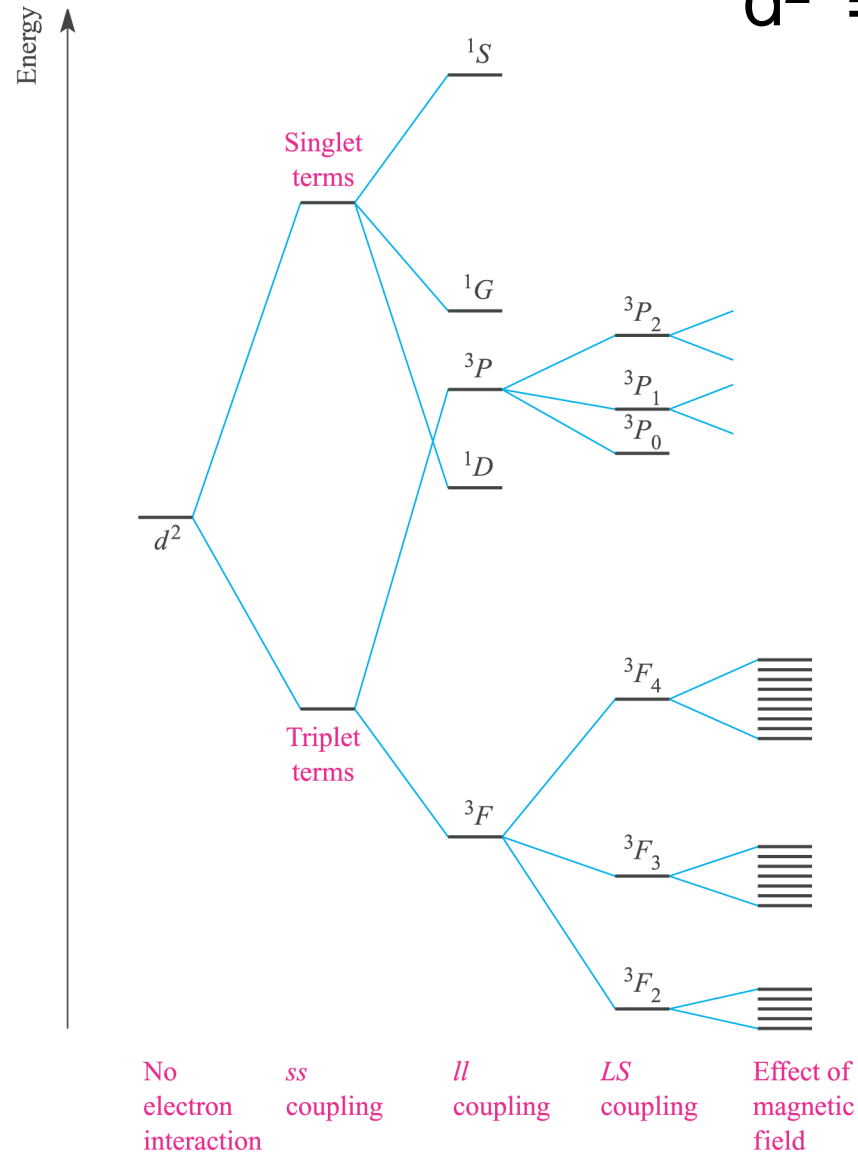 Energy
d² =
¹S
Singlet
terms
¹G
³P₂
³P
³P₁
³P₀
¹D
d²
³F₄
Triplet
terms
³F
³F₃
³F₂
No
electron
interaction
ss
coupling
ll
coupling
LS
coupling
Effect of
magnetic
field